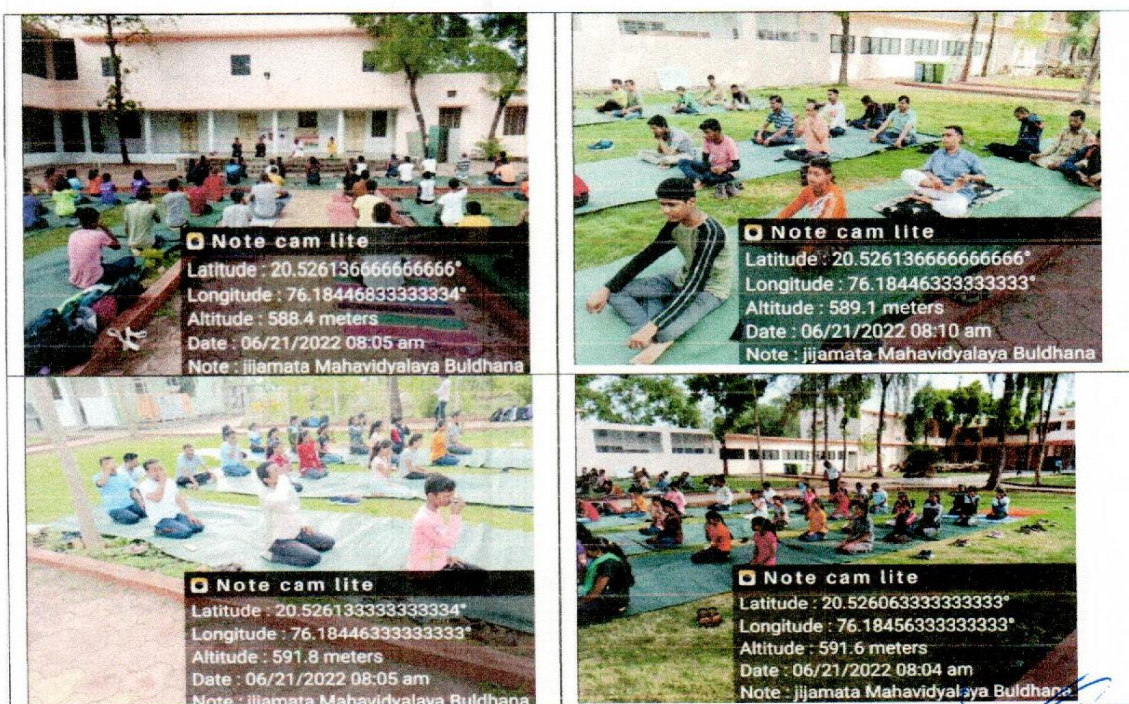 Note cam lite
Latitude : 20.526136666666666°
Longitude : 76.18446833333334°
Altitude : 588.4 meters
Date : 06/21/2022 08:05 am
Note : jijamata Mahavidyalaya Buldhana
Note cam lite
Latitude : 20.526136666666666°
Longitude : 76.18446333333333°
Altitude : 589.1 meters
Date : 06/21/2022 08:10 am
Note : jijamata Mahavidyalaya Buldhana
Note cam lite
Latitude : 20.526133333333334°
Longitude : 76.18446333333333°
Altitude : 591.8 meters
Date : 06/21/2022 08:05 am
Note : jijamata Mahavidyalaya Buldhana
Note cam lite
Latitude : 20.526063333333333°
Longitude : 76.18456333333333°
Altitude : 591.6 meters
Date : 06/21/2022 08:04 am
Note : jijamata Mahavidyalaya Buldhana